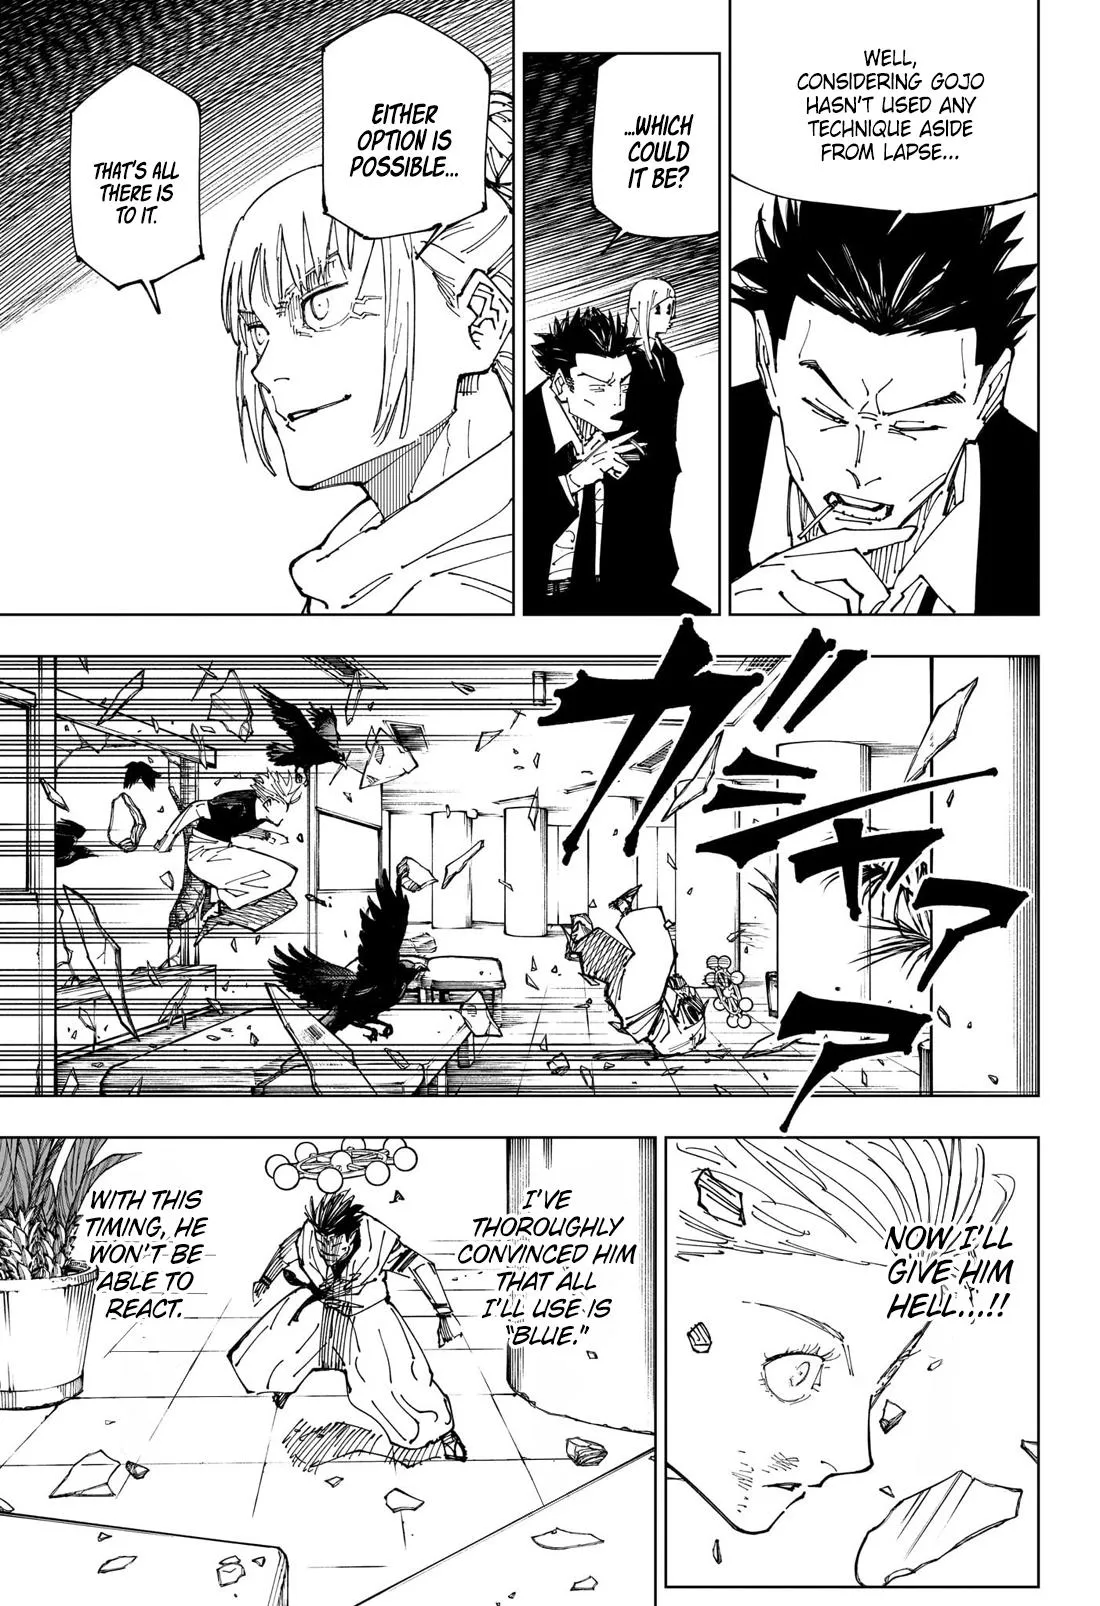 WELL,
CONSIDERING GOJO
HASN'T USED ANY
TECHNIQUE ASIDE
FROM LAPSE...
...WHICH
COULD
IT BE?
EITHER
OPTION IS
POSSIBLE...
THAT'S ALL
THERE IS
TO IT.
ガシャァァ
NOW I'LL
GIVE HIM
HELL...!!
I'VE
THOROUGHLY
CONVINCED HIM
THAT ALL
I'LL USE IS
"BLUE."
WITH THIS
TIMING, HE
WON'T BE
ABLE TO
REACT.